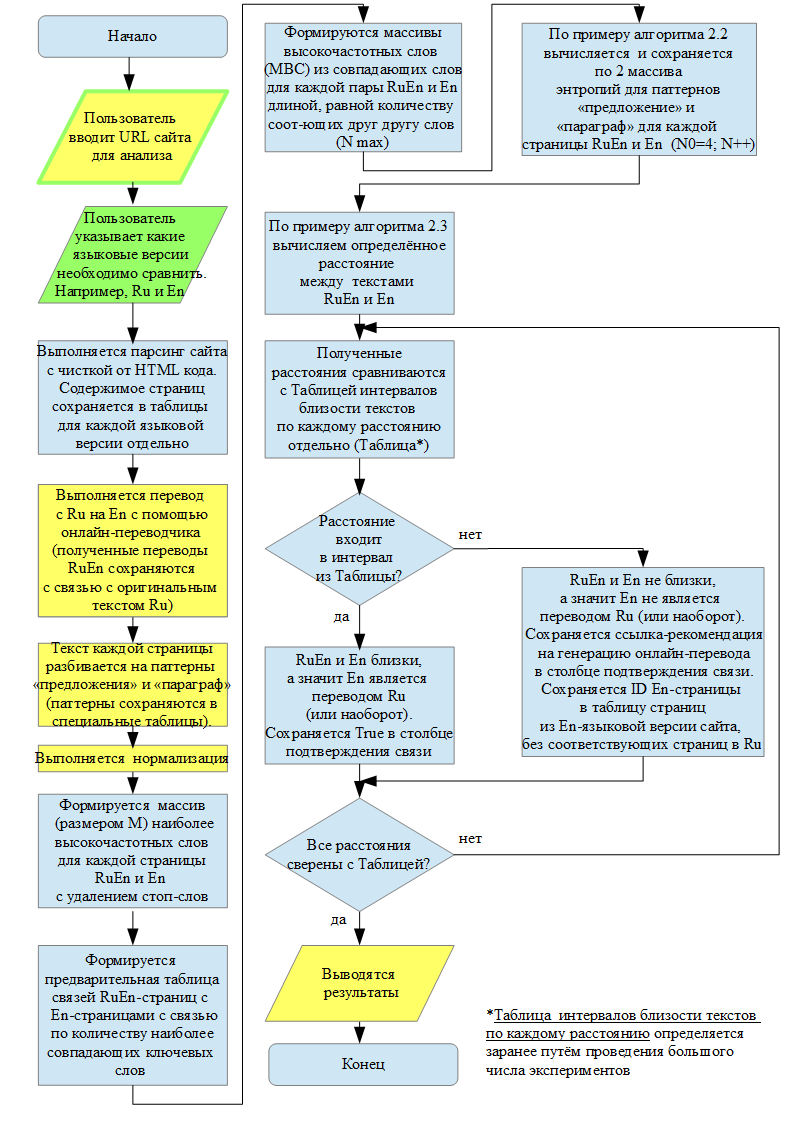 Начало
Пользователь
вводит URL сайта
для анализа
Пользователь
указывает какие
языковые версии
необходимо сравнить.
Например, Ru и En
Выполняется парсинг сайта
с чисткой от HTML кода.
Содержимое страниц
сохраняется в таблицы
для каждой языковой
версии отдельно
Выполняется перевод
с Ru на En с помощью
онлайн-переводчика
(полученные переводы
RuEn сохраняются
с связью с оригинальным
текстом Ru)
Текст каждой страницы
разбивается на паттерны
«предложения» и «параграф»
(паттерны сохраняются в
специальные таблицы).
Выполняется нормализация
Формируется массив
(размером M) наиболее
высокочастотных слов
для каждой страницы
RuEn и En
с удалением стоп-слов
Формируется
предварительная таблица
связей RuEn-страниц с
En-страницами с связью
по количеству наиболее
совпадающих ключевых
слов
Формируются массивы
высокочастотных слов
(МВС) из совпадающих слов
для каждой пары RuEn и En
длиной, равной количеству
соот-ющих друг другу слов
(N max)
По примеру алгоритма 2.2
вычисляется и сохраняется
по 2 массива
энтропий для паттернов
«предложение» и
«параграф» для каждой
страницы RuEn и En (N0=4; N++)
По примеру алгоритма 2.3
вычисляем определённое
расстояние
между текстами
RuEn и En
Полученные
расстояния сравниваются
с Таблицей интервалов
близости текстов
по каждому расстоянию
отдельно (Таблица*)
Расстояние
входит
в интервал
из Таблицы?
нет
да
RuEn и En близки,
а значит En является
переводом Ru
(или наоборот).
Сохраняется True в столбце
подтверждения связи
RuEn и En не близки,
а значит En не является
переводом Ru (или наоборот).
Сохраняется ссылка-рекомендация
на генерацию онлайн-перевода
в столбце подтверждения связи.
Сохраняется ID En-страницы
в таблицу страниц
из En-языковой версии сайта,
без соответствующих страниц в Ru
Все расстояния
сверены с Таблицей?
нет
да
Выводятся
результаты
Конец
*Таблица интервалов близости текстов
по каждому расстоянию определяется
заранее путём проведения большого
числа экспериментов